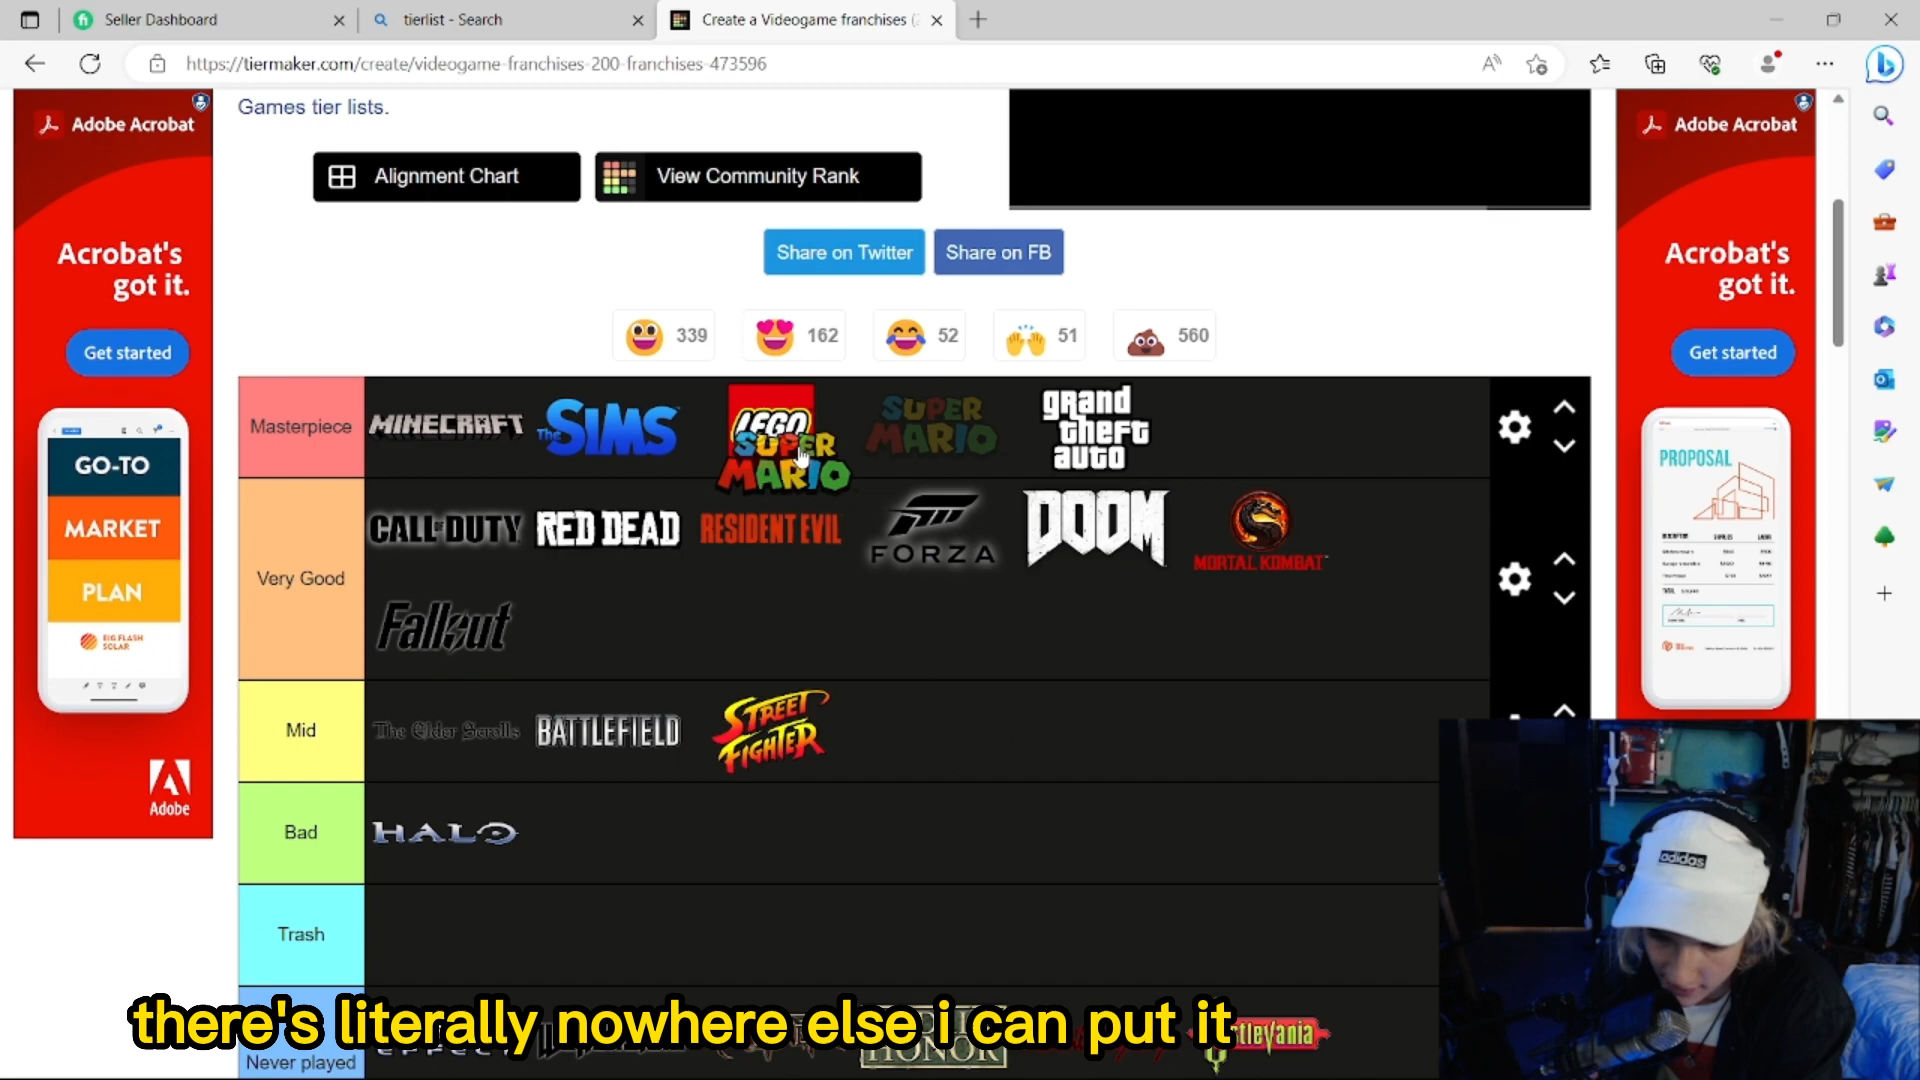 Seller Dashboard
tierlist - Search
Create a Videogame franchises (
https://tiermaker.com/create/videogame-franchises-200-franchises-473596
Games tier lists.
Alignment Chart
View Community Rank
Share on Twitter
Share on FB
339
162
52
51
560
Adobe Acrobat
Acrobat's
got it.
Get started
GO-TO
MARKET
PLAN
BIG FLASH
SOLAR
Adobe
Masterpiece
MINECRAFT
THE SIMS
LEGO
SUPER
MARIO
SUPER
MARIO
grand
theft
auto
Very Good
CALL OF DUTY
RED DEAD
RESIDENT EVIL
FORZA
DOOM
MORTAL KOMBAT
Fallout
Mid
The Elder Scrolls
BATTLEFIELD
STREET
FIGHTER
Bad
HALO
Trash
Never played
HONOR
there's literally nowhere else i can put it
Adobe Acrobat
Acrobat's
got it.
Get started
PROPOSAL
adidas